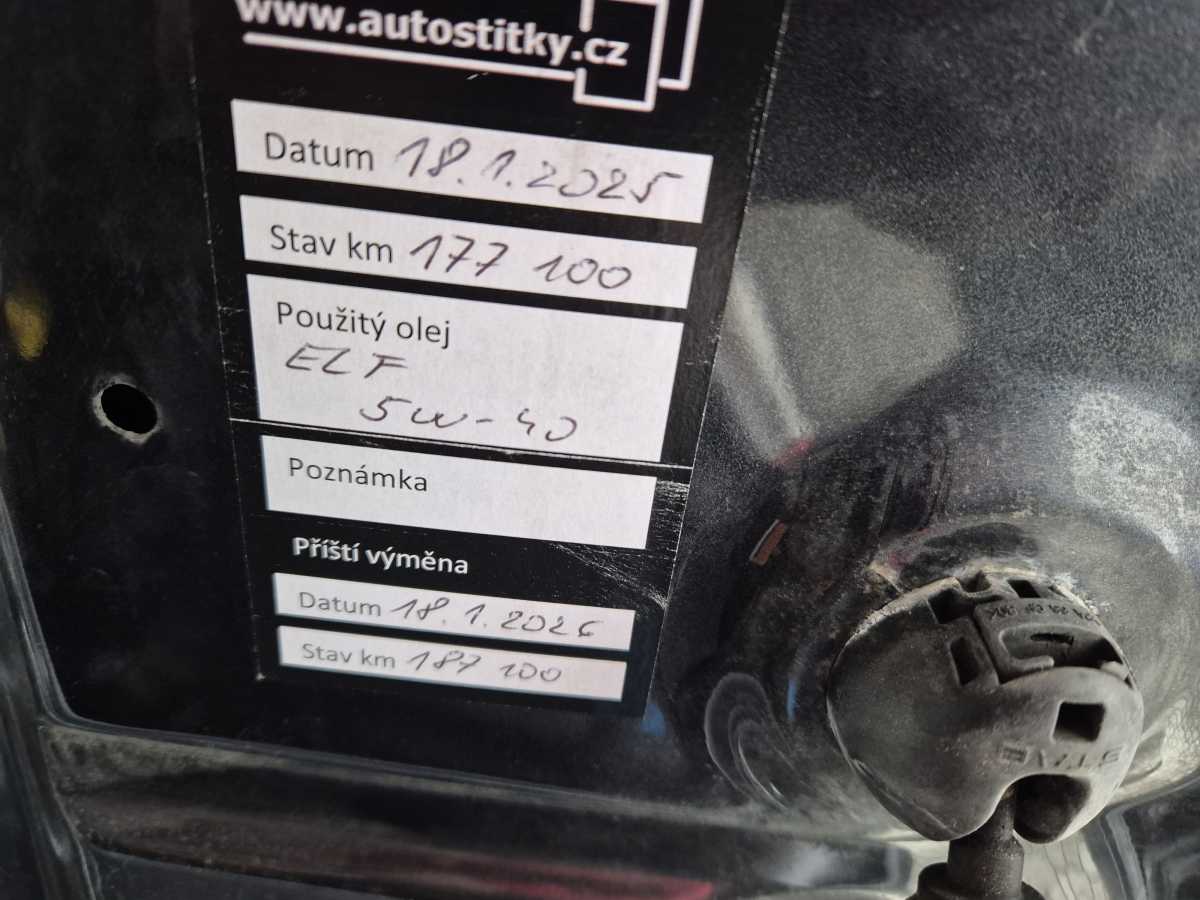 www.autostitky.cz
Datum 18.1.2025
Stav km 177 100
Použitý olej
ELF
5W-40
Poznámka
Příští výměna
Datum 18.1.2026
Stav km 187 100